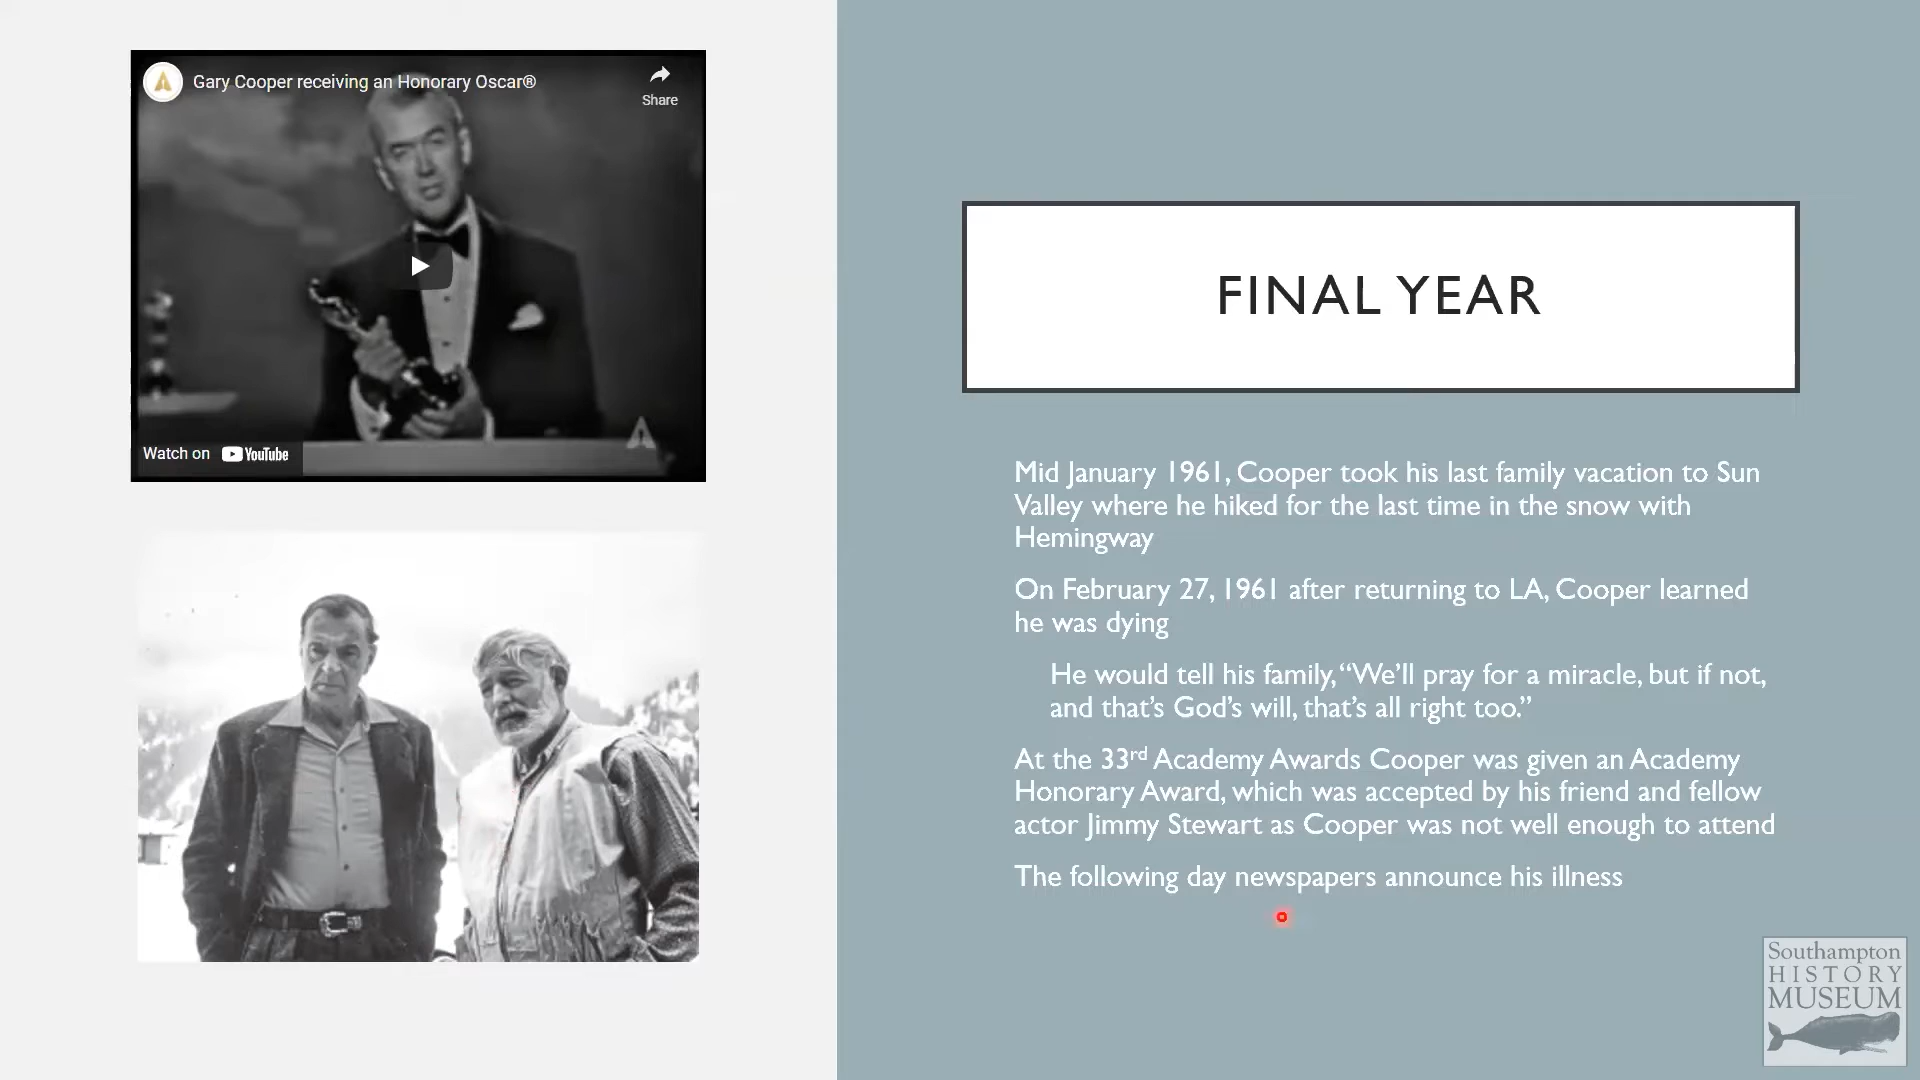 Gary Cooper receiving an Honorary Oscar®
Share
Watch on YouTube
FINAL YEAR
Mid January 1961, Cooper took his last family vacation to Sun
Valley where he hiked for the last time in the snow with
Hemingway
On February 27, 1961 after returning to LA, Cooper learned
he was dying
He would tell his family, “We’ll pray for a miracle, but if not,
and that’s God’s will, that’s all right too.”
At the 33rd Academy Awards Cooper was given an Academy
Honorary Award, which was accepted by his friend and fellow
actor Jimmy Stewart as Cooper was not well enough to attend
The following day newspapers announce his illness
Southampton
HISTORY
MUSEUM